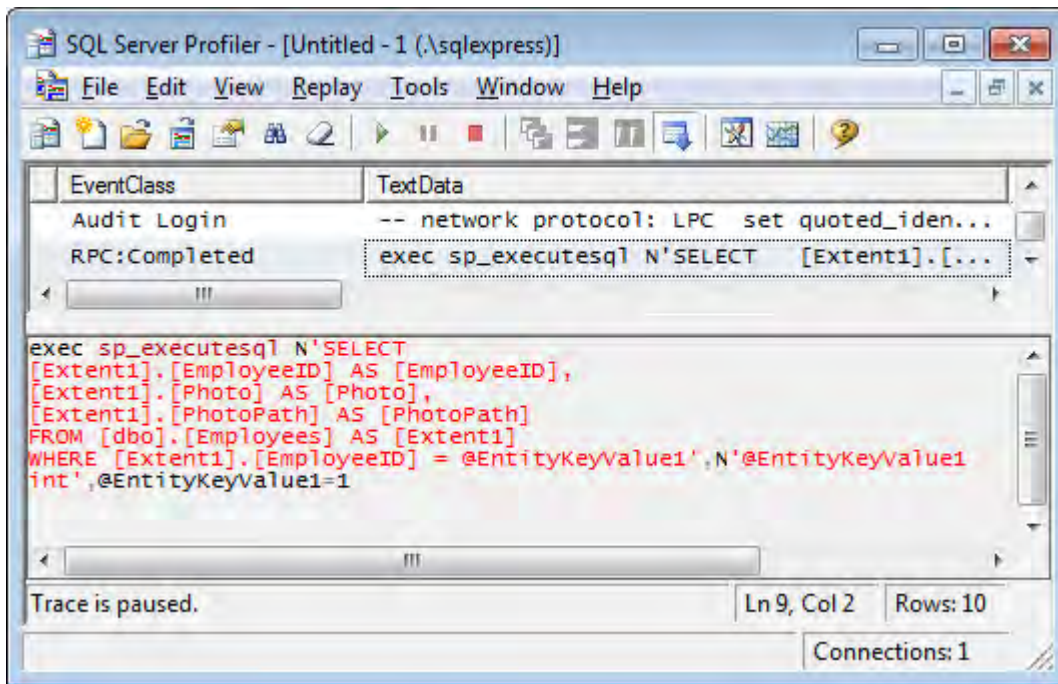 SQL Server Profiler - [Untitled - 1 (.\sqlexpress)]
File Edit View Replay Tools Window Help
EventClass TextData
Audit Login -- network protocol: LPC set quoted_iden...
RPC:Completed exec sp_executesql N'SELECT [Extent1].[...
exec sp_executesql N'SELECT
[Extent1].[EmployeeID] AS [EmployeeID],
[Extent1].[Photo] AS [Photo],
[Extent1].[PhotoPath] AS [PhotoPath]
FROM [dbo].[Employees] AS [Extent1]
WHERE [Extent1].[EmployeeID] = @EntityKeyValue1',N'@EntityKeyValue1
int',@EntityKeyValue1=1
Trace is paused. Ln 9, Col 2 Rows: 10
Connections: 1